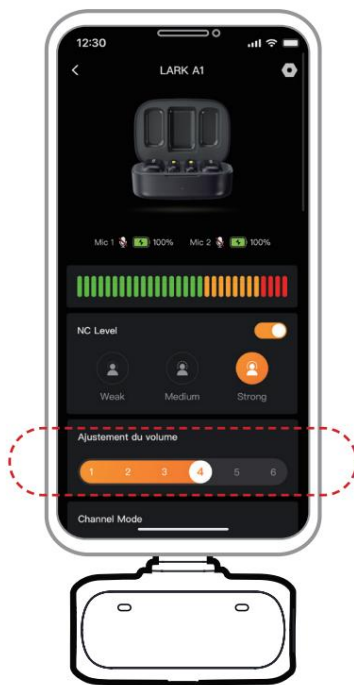 12:30
LARK A1
Mic 1 100% Mic 2 100%
NC Level
Weak Medium Strong
Ajustement du volume
1 2 3 4 5 6
Channel Mode